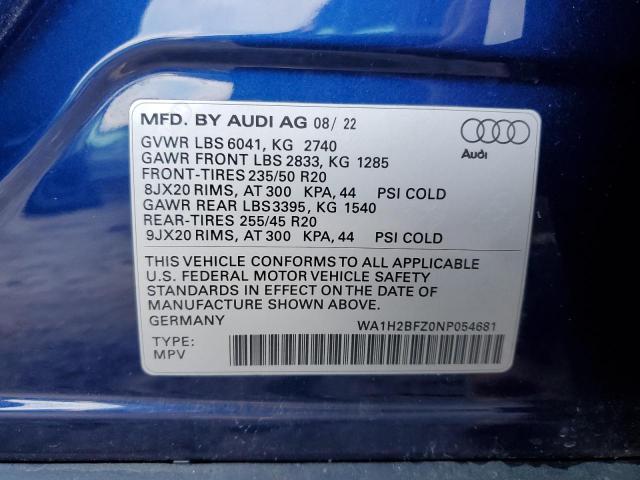 MFD. BY AUDI AG 08/ 22
GVWR LBS 6041, KG 2740
GAWR FRONT LBS 2833, KG 1285
FRONT-TIRES 235/50 R20
8JX20 RIMS, AT 300 KPA, 44 PSI COLD
GAWR REAR LBS3395, KG 1540
REAR-TIRES 255/45 R20
9JX20 RIMS, AT 300 KPA, 44 PSI COLD
Audi
THIS VEHICLE CONFORMS TO ALL APPLICABLE
U.S. FEDERAL MOTOR VEHICLE SAFETY
STANDARDS IN EFFECT ON THE DATE OF
MANUFACTURE SHOWN ABOVE.
GERMANY
WA1H2BFZ0NP054681
TYPE:
MPV